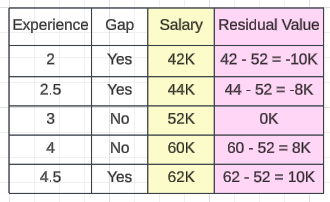 Experience Gap Salary Residual Value
2 Yes 42K 42 - 52 = -10K
2.5 Yes 44K 44 - 52 = -8K
3 No 52K 0K
4 No 60K 60 - 52 = 8K
4.5 Yes 62K 62 - 52 = 10K